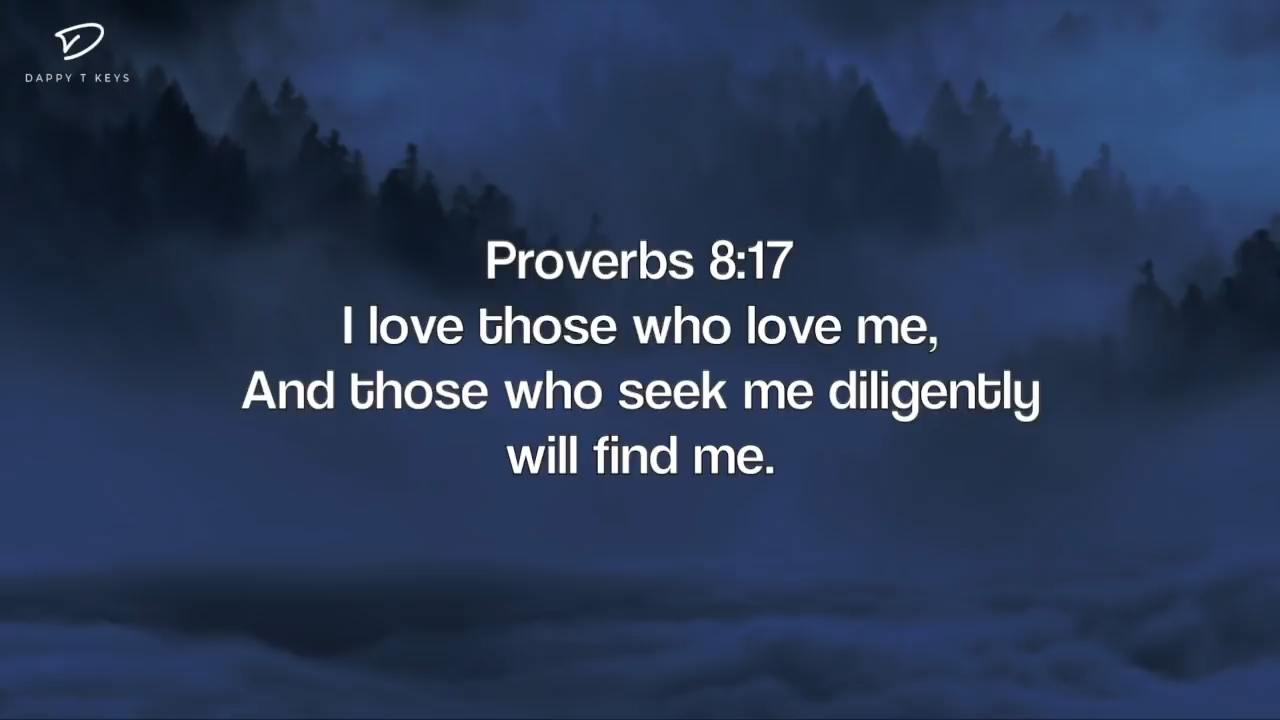 DAPPY T KEYS
Proverbs 8:17
I love those who love me,
And those who seek me diligently
will find me.